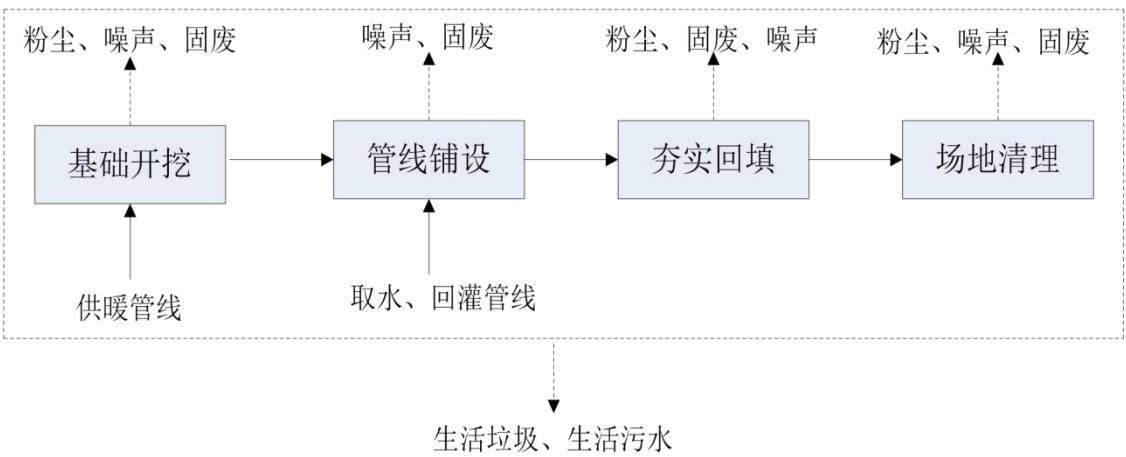 粉尘、噪声、固废
噪声、固废
粉尘、固废、噪声
粉尘、噪声、固废
基础开挖
管线铺设
夯实回填
场地清理
供暖管线
取水、回灌管线
生活垃圾、生活污水